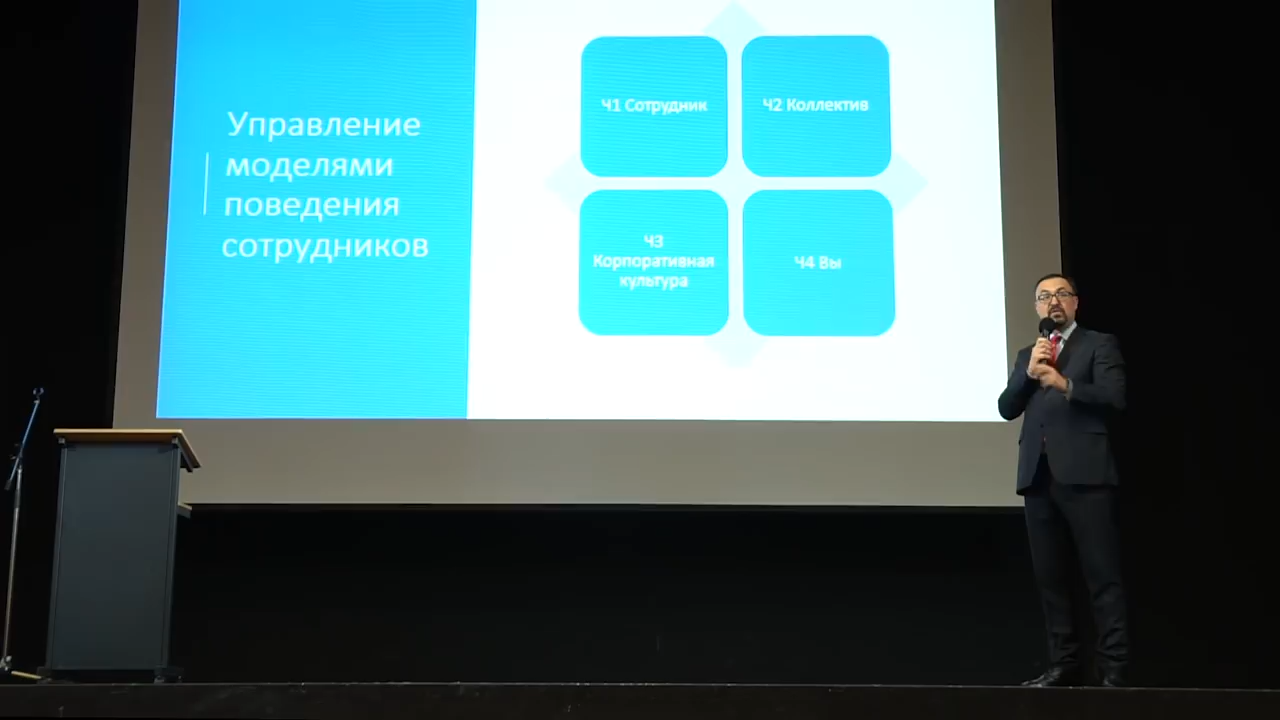 Управление
моделями
поведения
сотрудников
Ч1 Сотрудник
Ч2 Коллектив
Ч3
Корпоративная
культура
Ч4 Вы